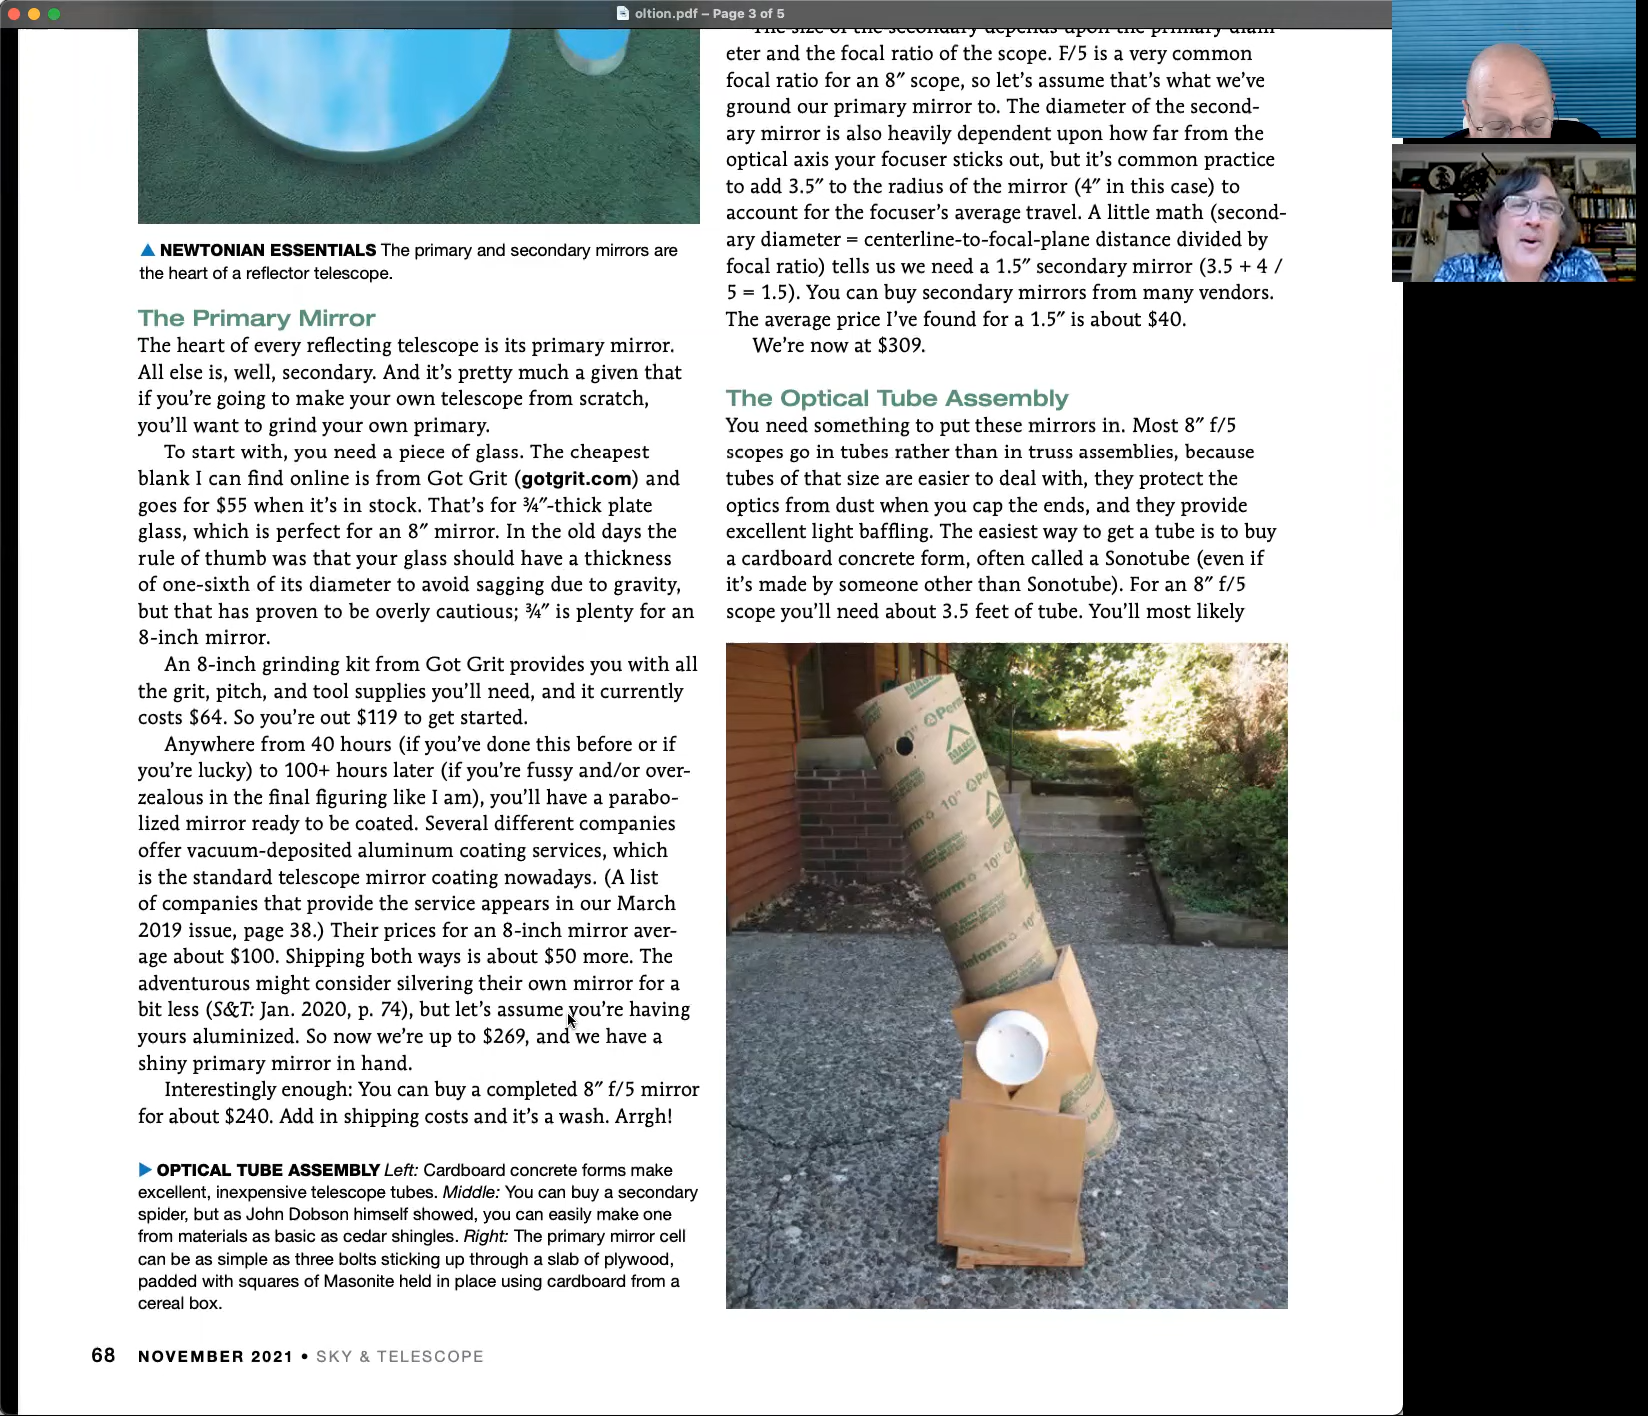 oltion.pdf – Page 3 of 5
▲ NEWTONIAN ESSENTIALS The primary and secondary mirrors are
the heart of a reflector telescope.
The Primary Mirror
The heart of every reflecting telescope is its primary mirror.
All else is, well, secondary. And it's pretty much a given that
if you're going to make your own telescope from scratch,
you'll want to grind your own primary.
To start with, you need a piece of glass. The cheapest
blank I can find online is from Got Grit (gotgrit.com) and
goes for $55 when it's in stock. That's for ¾″-thick plate
glass, which is perfect for an 8″ mirror. In the old days the
rule of thumb was that your glass should have a thickness
of one-sixth of its diameter to avoid sagging due to gravity,
but that has proven to be overly cautious; ¾″ is plenty for an
8-inch mirror.
An 8-inch grinding kit from Got Grit provides you with all
the grit, pitch, and tool supplies you'll need, and it currently
costs $64. So you're out $119 to get started.
Anywhere from 40 hours (if you've done this before or if
you're lucky) to 100+ hours later (if you're fussy and/or over-
zealous in the final figuring like I am), you'll have a parabo-
lized mirror ready to be coated. Several different companies
offer vacuum-deposited aluminum coating services, which
is the standard telescope mirror coating nowadays. (A list
of companies that provide the service appears in our March
2019 issue, page 38.) Their prices for an 8-inch mirror aver-
age about $100. Shipping both ways is about $50 more. The
adventurous might consider silvering their own mirror for a
bit less (S&T: Jan. 2020, p. 74), but let's assume you're having
yours aluminized. So now we're up to $269, and we have a
shiny primary mirror in hand.
Interestingly enough: You can buy a completed 8″ f/5 mirror
for about $240. Add in shipping costs and it's a wash. Arrgh!
▶ OPTICAL TUBE ASSEMBLY Left: Cardboard concrete forms make
excellent, inexpensive telescope tubes. Middle: You can buy a secondary
spider, but as John Dobson himself showed, you can easily make one
from materials as basic as cedar shingles. Right: The primary mirror cell
can be as simple as three bolts sticking up through a slab of plywood,
padded with squares of Masonite held in place using cardboard from a
cereal box.
The size of the secondary depends upon the primary diam-
eter and the focal ratio of the scope. F/5 is a very common
focal ratio for an 8″ scope, so let's assume that's what we've
ground our primary mirror to. The diameter of the second-
ary mirror is also heavily dependent upon how far from the
optical axis your focuser sticks out, but it's common practice
to add 3.5″ to the radius of the mirror (4″ in this case) to
account for the focuser's average travel. A little math (second-
ary diameter = centerline-to-focal-plane distance divided by
focal ratio) tells us we need a 1.5″ secondary mirror (3.5 + 4 /
5 = 1.5). You can buy secondary mirrors from many vendors.
The average price I've found for a 1.5″ is about $40.
We're now at $309.
The Optical Tube Assembly
You need something to put these mirrors in. Most 8″ f/5
scopes go in tubes rather than in truss assemblies, because
tubes of that size are easier to deal with, they protect the
optics from dust when you cap the ends, and they provide
excellent light baffling. The easiest way to get a tube is to buy
a cardboard concrete form, often called a Sonotube (even if
it's made by someone other than Sonotube). For an 8″ f/5
scope you'll need about 3.5 feet of tube. You'll most likely
10"
10"
10"
68 NOVEMBER 2021 • SKY & TELESCOPE